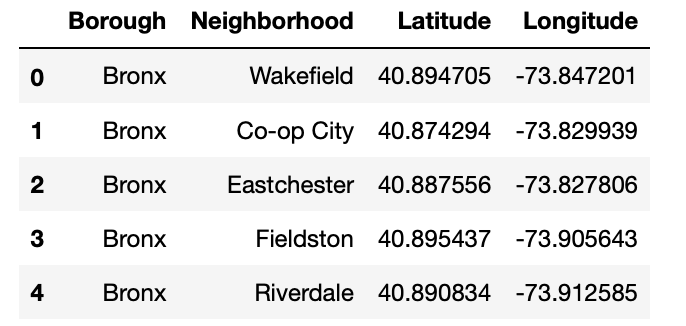 Borough Neighborhood Latitude Longitude
0 Bronx Wakefield 40.894705 -73.847201
1 Bronx Co-op City 40.874294 -73.829939
2 Bronx Eastchester 40.887556 -73.827806
3 Bronx Fieldston 40.895437 -73.905643
4 Bronx Riverdale 40.890834 -73.912585